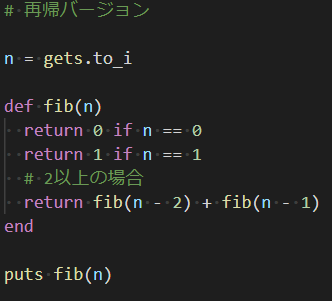 # 再帰バージョン
n = gets.to_i
def fib(n)
  return 0 if n == 0
  return 1 if n == 1
  # 2以上の場合
  return fib(n - 2) + fib(n - 1)
end
puts fib(n)